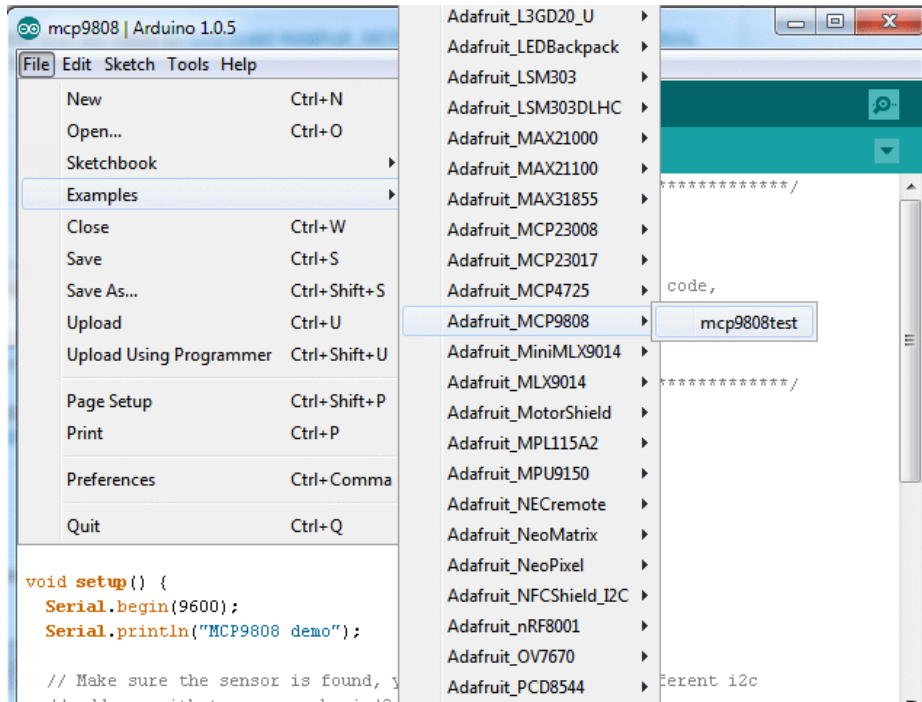 mcp9808 | Arduino 1.0.5
File Edit Sketch Tools Help
New Ctrl+N
Open... Ctrl+O
Sketchbook
Examples
Close Ctrl+W
Save Ctrl+S
Save As... Ctrl+Shift+S
Upload Ctrl+U
Upload Using Programmer Ctrl+Shift+U
Page Setup Ctrl+Shift+P
Print Ctrl+P
Preferences Ctrl+Comma
Quit Ctrl+Q
Adafruit_L3GD20_U
Adafruit_LEDBackpack
Adafruit_LSM303
Adafruit_LSM303DLHC
Adafruit_MAX21000
Adafruit_MAX21100
Adafruit_MAX31855
Adafruit_MCP23008
Adafruit_MCP23017
Adafruit_MCP4725
Adafruit_MCP9808
Adafruit_MiniMLX9014
Adafruit_MLX9014
Adafruit_MotorShield
Adafruit_MPL115A2
Adafruit_MPU9150
Adafruit_NECremote
Adafruit_NeoMatrix
Adafruit_NeoPixel
Adafruit_NFCShield_I2C
Adafruit_nRF8001
Adafruit_OV7670
Adafruit_PCD8544
mcp9808test
*************/
code,
*************/
void setup() {
Serial.begin(9600);
Serial.println("MCP9808 demo");
// Make sure the sensor is found, y ferent i2c